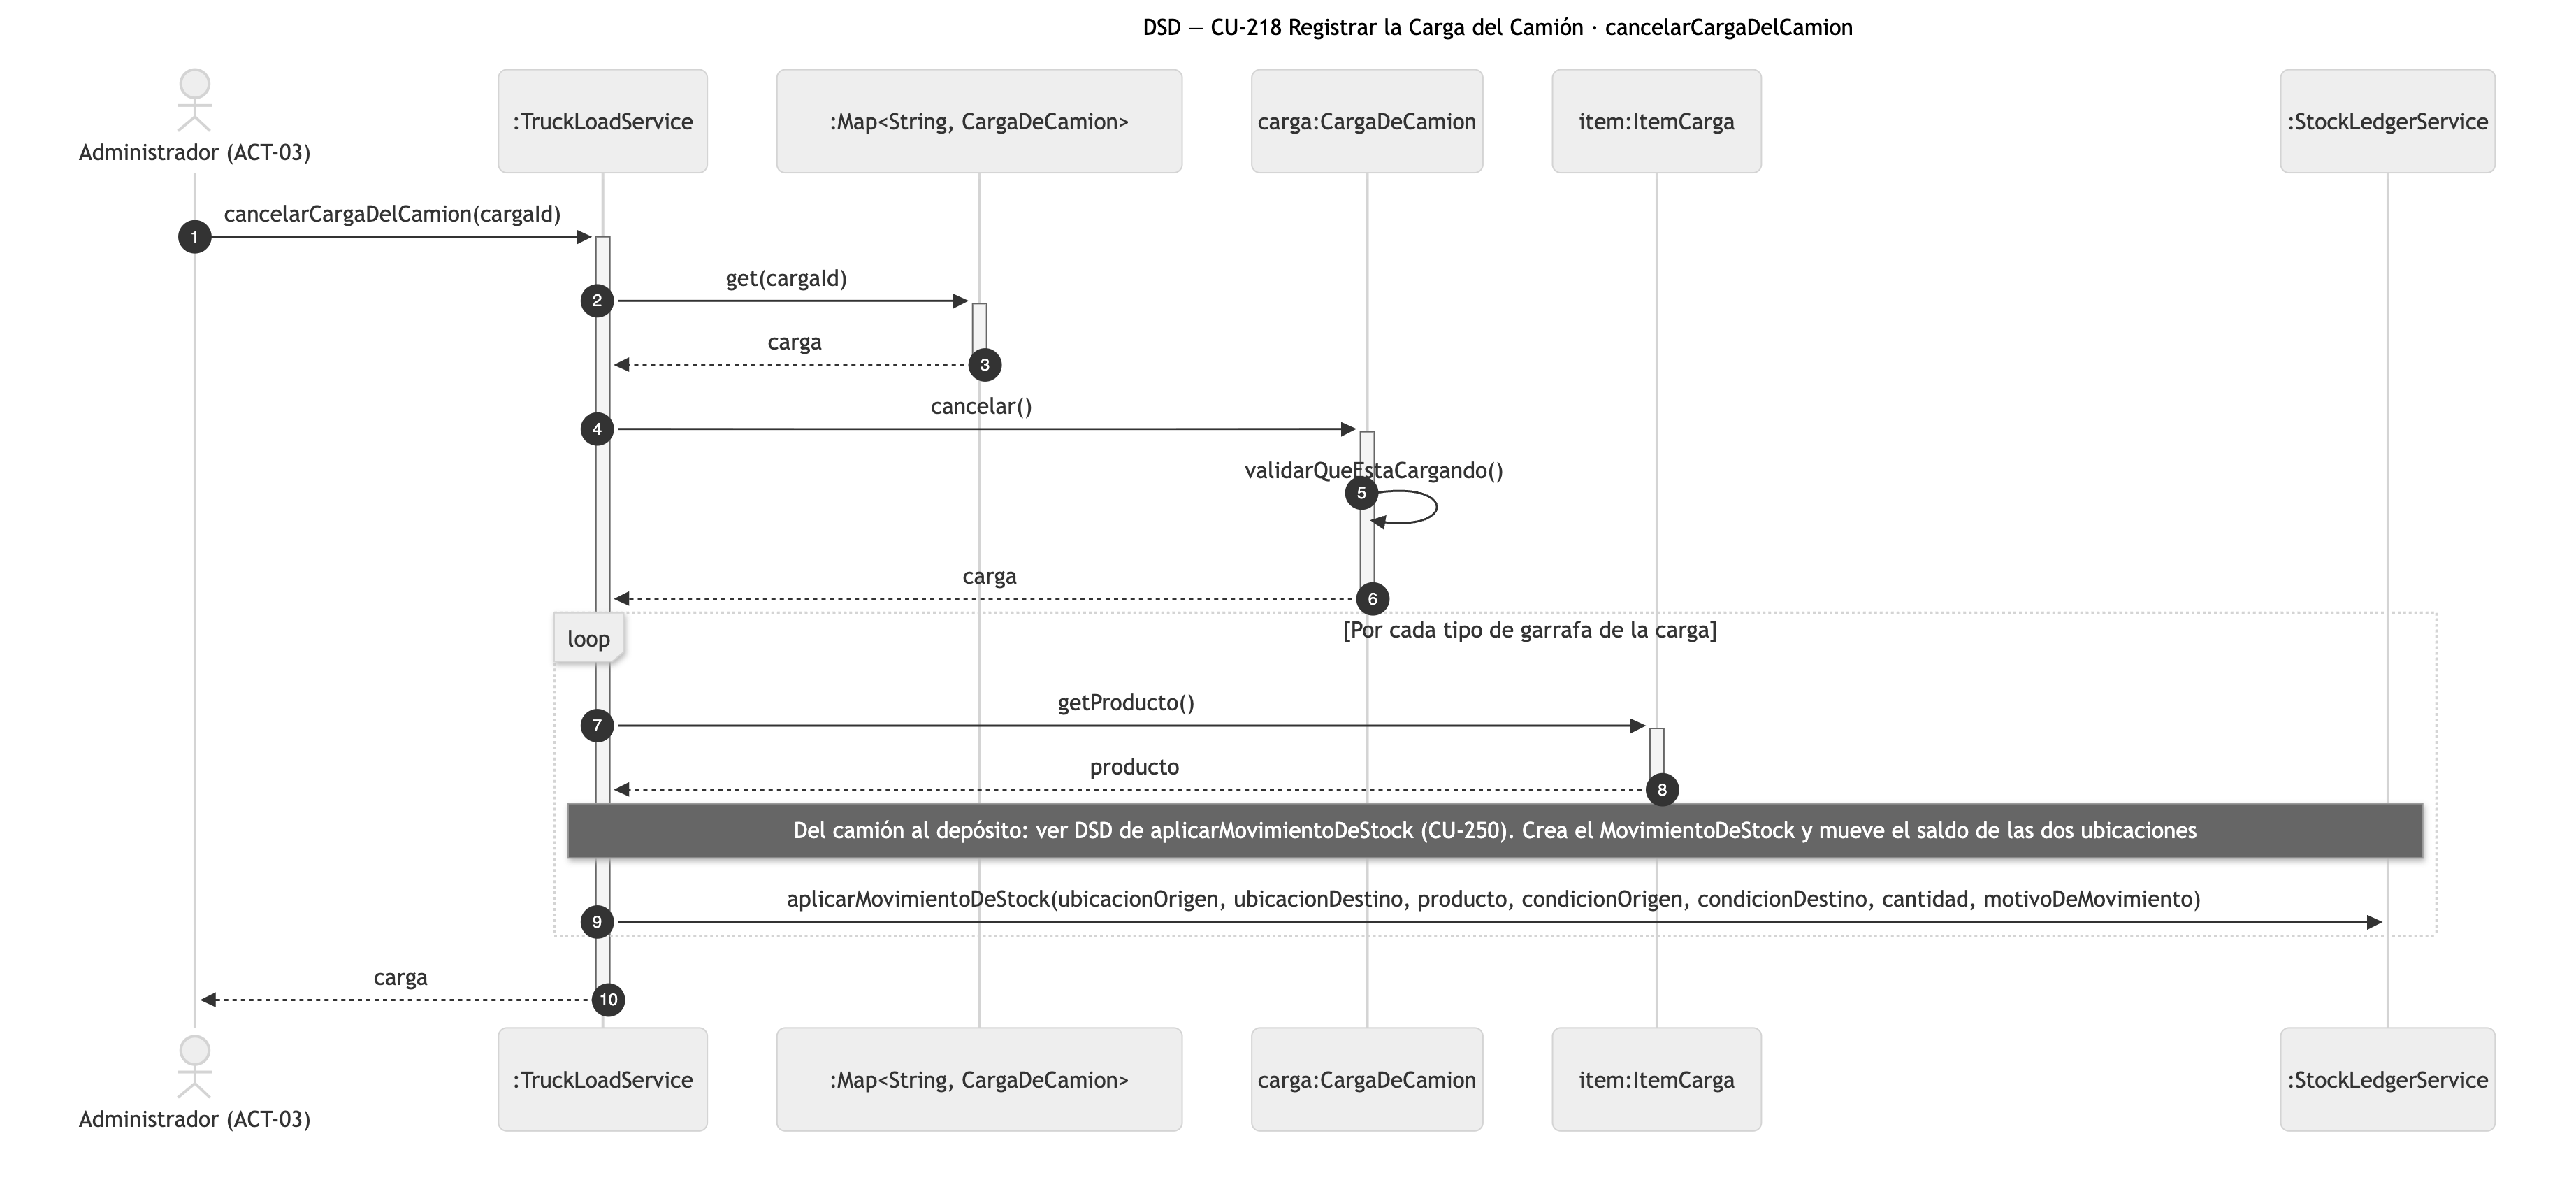 DSD — CU-218 Registrar la Carga del Camión · cancelarCargaDelCamion
Administrador (ACT-03)
:TruckLoadService
:Map<String, CargaDeCamion>
carga:CargaDeCamion
item:ItemCarga
:StockLedgerService
cancelarCargaDelCamion(cargaId)
1
get(cargaId)
2
carga
3
cancelar()
4
validarQueEstaCargando()
5
carga
6
loop
[Por cada tipo de garrafa de la carga]
getProducto()
7
producto
8
Del camión al depósito: ver DSD de aplicarMovimientoDeStock (CU-250). Crea el MovimientoDeStock y mueve el saldo de las dos ubicaciones
aplicarMovimientoDeStock(ubicacionOrigen, ubicacionDestino, producto, condicionOrigen, condicionDestino, cantidad, motivoDeMovimiento)
9
carga
10
Administrador (ACT-03)
:TruckLoadService
:Map<String, CargaDeCamion>
carga:CargaDeCamion
item:ItemCarga
:StockLedgerService